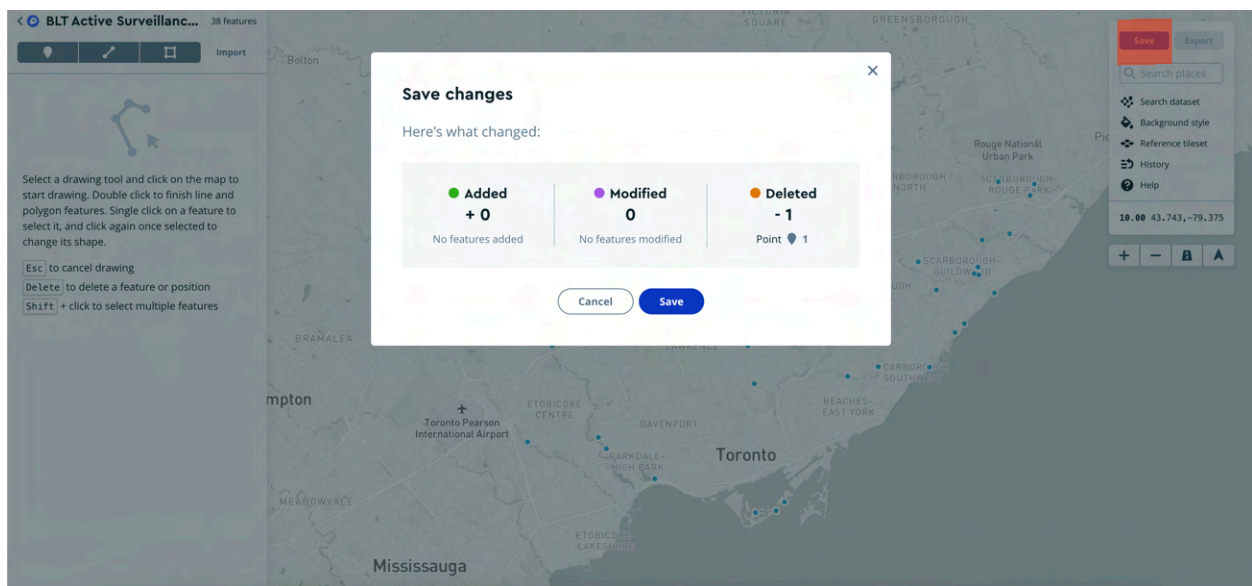 BLT Active Surveillanc... 38 features
Import
Select a drawing tool and click on the map to
start drawing. Double click to finish line and
polygon features. Single click on a feature to
select it, and click again once selected to
change its shape.
Esc to cancel drawing
Delete to delete a feature or position
Shift + click to select multiple features
Save changes
Here's what changed:
Added
+ 0
No features added
Modified
0
No features modified
Deleted
- 1
Point 1
Cancel
Save
Save
Export
Search places
Search dataset
Background style
Reference tileset
History
Help
10.00 43.743,-79.375
VICTORIA
SQUARE
GREENSBOROUGH
Bolton
Rouge National
Urban Park
SCARBOROUGH-
ROUGE PARK
SCARBOROUGH-
GUILDWOOD
BRAMALEA
ETOBICOKE
CENTRE
Toronto Pearson
International Airport
DAVENPORT
PARKDALE-
HIGH PARK
Toronto
BEACHES-
EAST YORK
MEADOWVALE
ETOBICOKE-
LAKESHORE
Mississauga